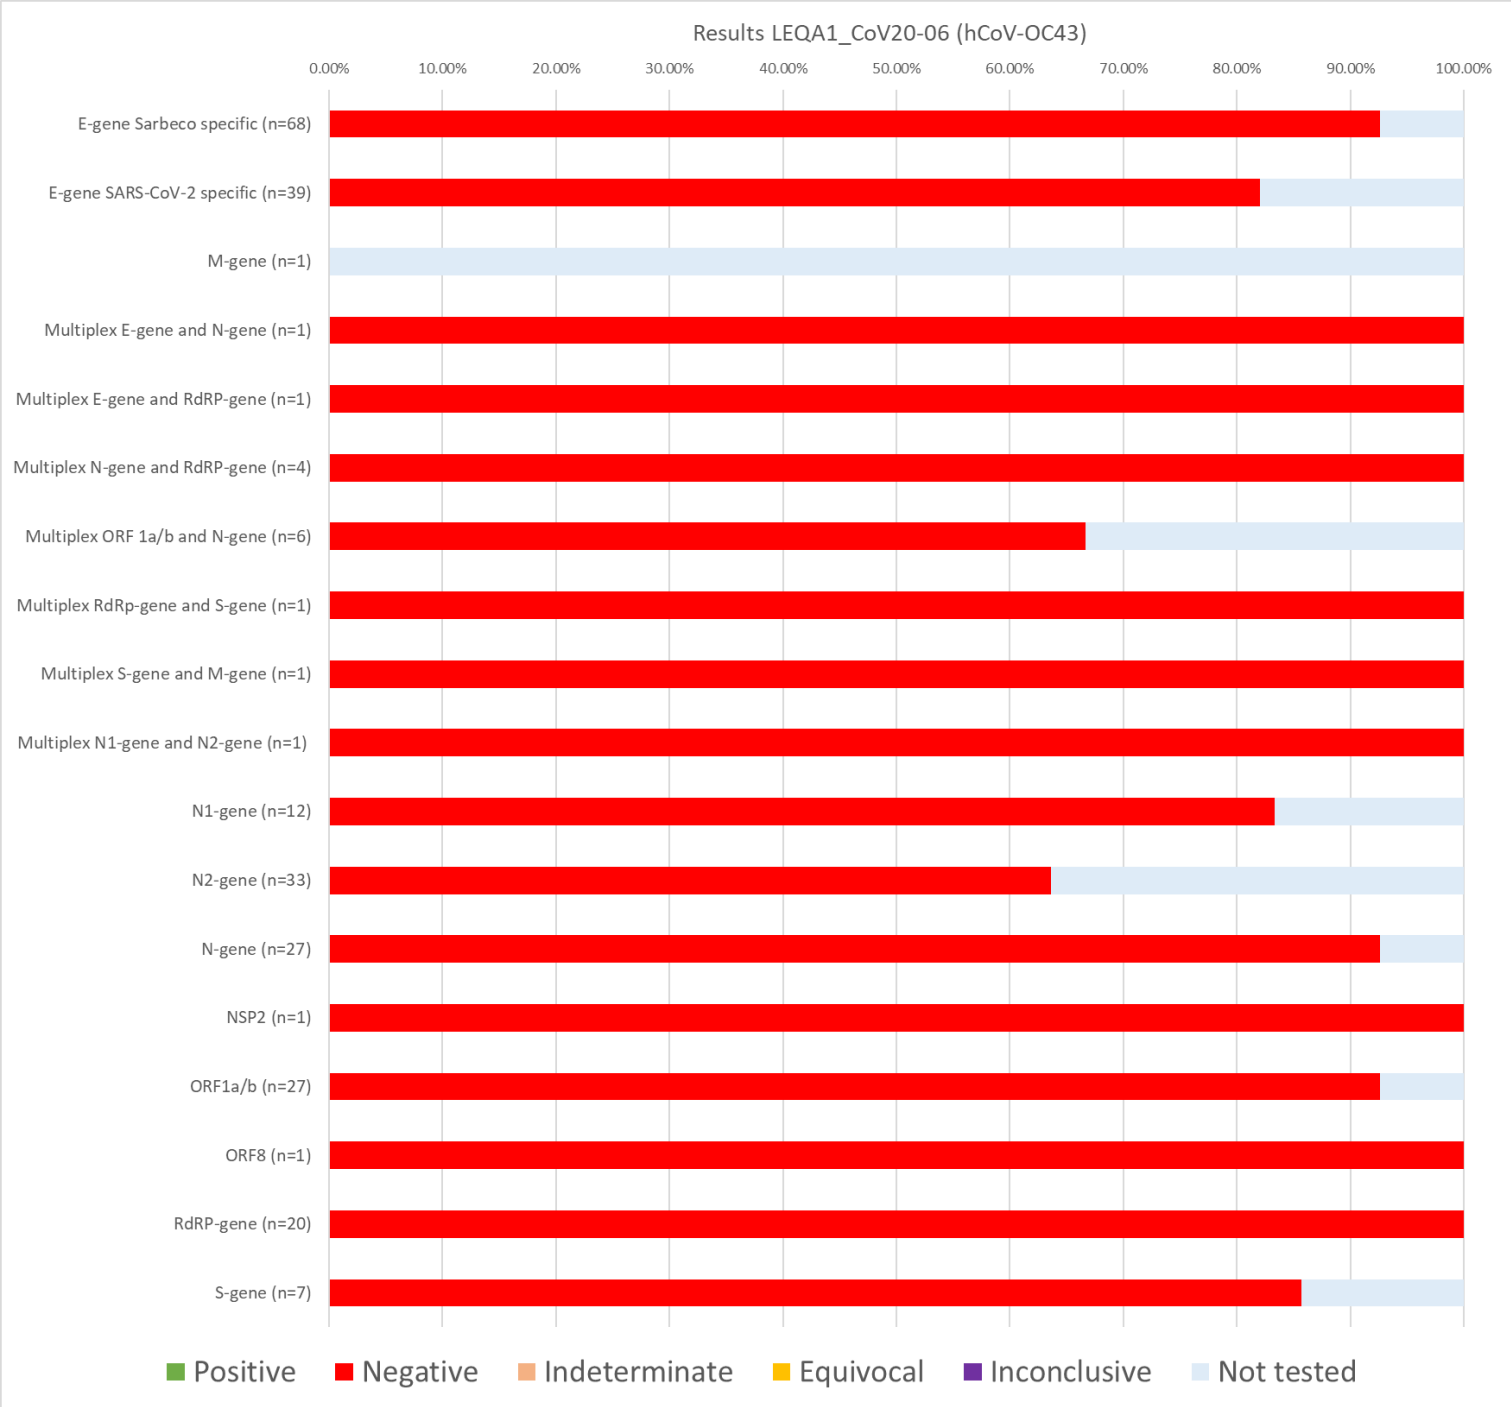 Results LEQA1_CoV20-06 (hCoV-OC43)
0.00% 10.00% 20.00% 30.00% 40.00% 50.00% 60.00% 70.00% 80.00% 90.00% 100.00%
E-gene Sarbeco specific (n=68)
E-gene SARS-CoV-2 specific (n=39)
M-gene (n=1)
Multiplex E-gene and N-gene (n=1)
Multiplex E-gene and RdRP-gene (n=1)
Multiplex N-gene and RdRP-gene (n=4)
Multiplex ORF 1a/b and N-gene (n=6)
Multiplex RdRp-gene and S-gene (n=1)
Multiplex S-gene and M-gene (n=1)
Multiplex N1-gene and N2-gene (n=1)
N1-gene (n=12)
N2-gene (n=33)
N-gene (n=27)
NSP2 (n=1)
ORF1a/b (n=27)
ORF8 (n=1)
RdRP-gene (n=20)
S-gene (n=7)
Positive Negative Indeterminate Equivocal Inconclusive Not tested